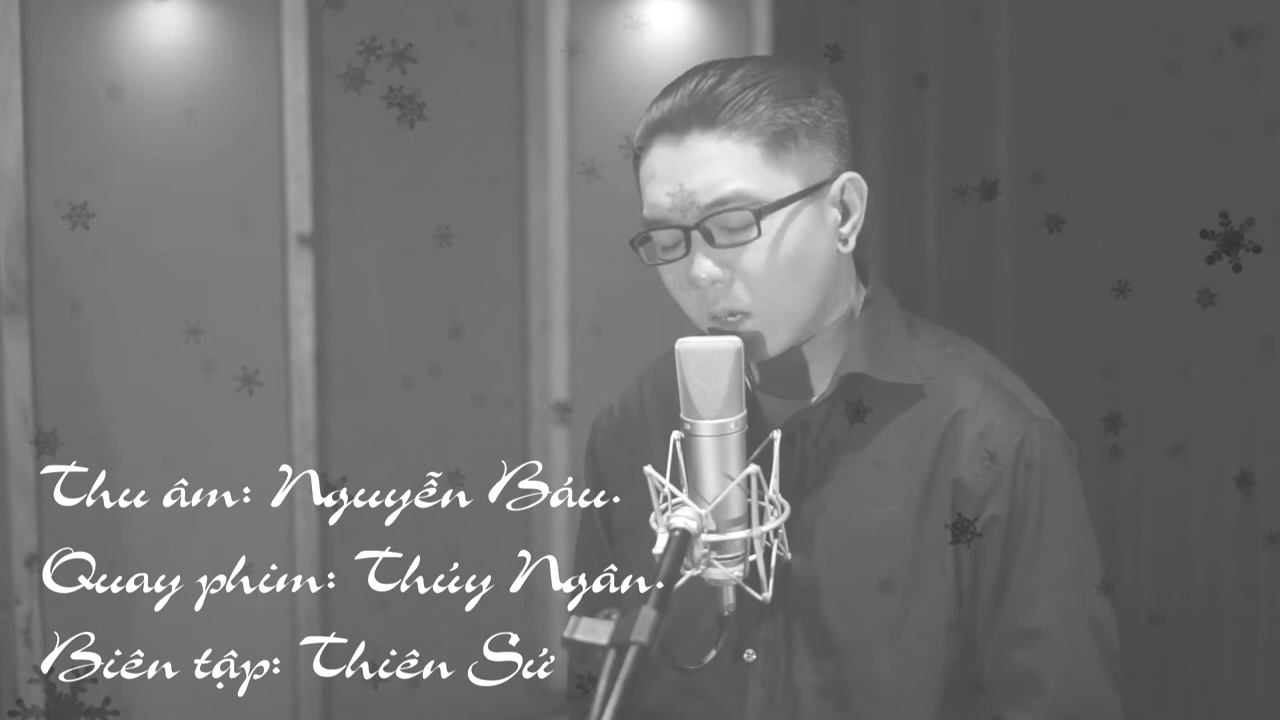 Thu âm: Nguyễn Báu.
Quay phim: Thúy Ngân.
Biên tập: Thiên Sứ